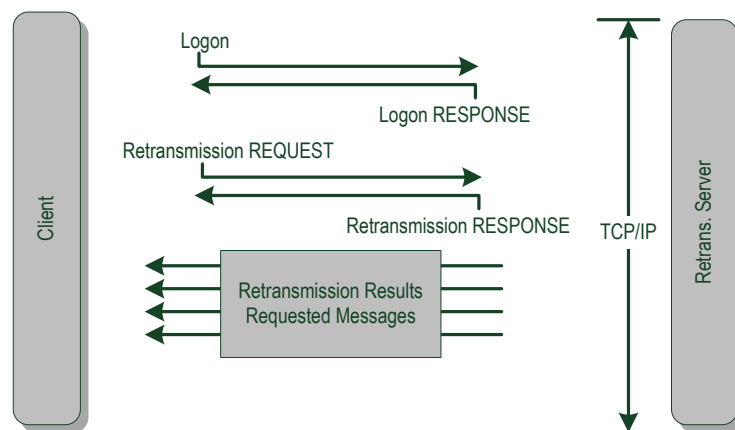 Logon
Logon RESPONSE
Retransmission REQUEST
Retransmission RESPONSE
Client
TCP/IP
Retrans. Server
Retransmission Results
Requested Messages